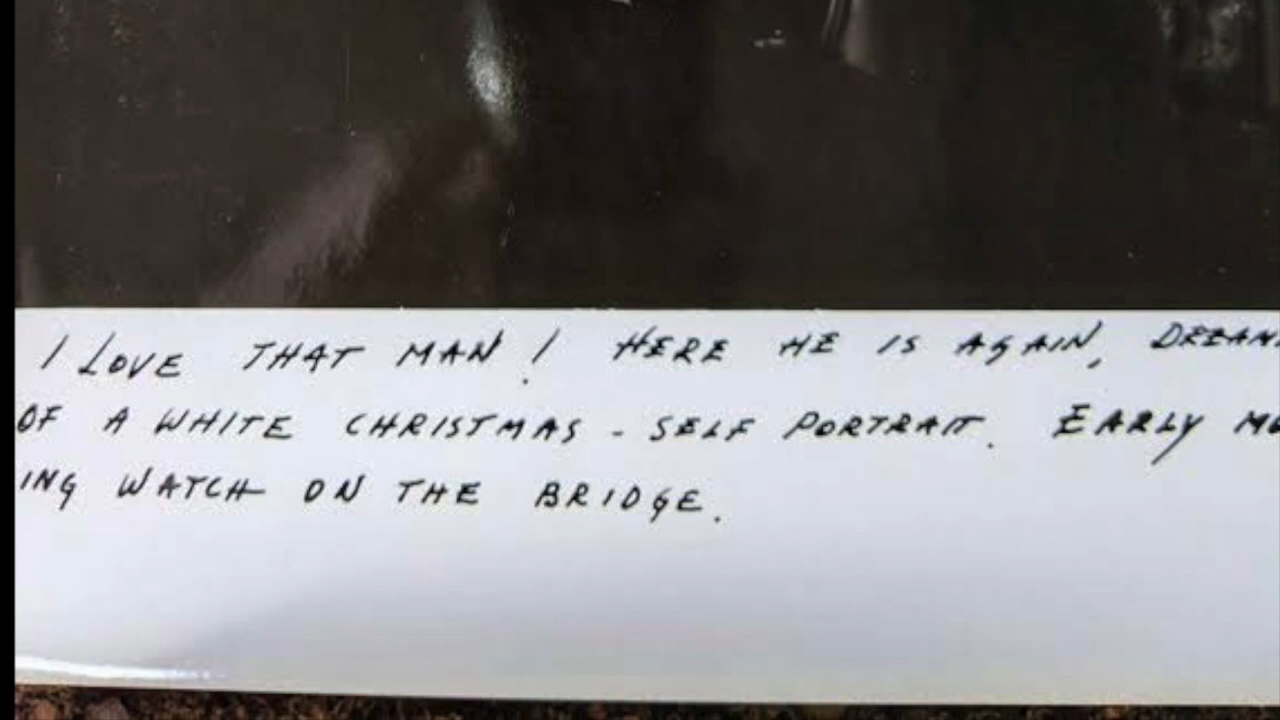 I LOVE THAT MAN! HERE HE IS AGAIN,
OF A WHITE CHRISTMAS - SELF PORTRAIT. EARLY
ING WATCH ON THE BRIDGE.